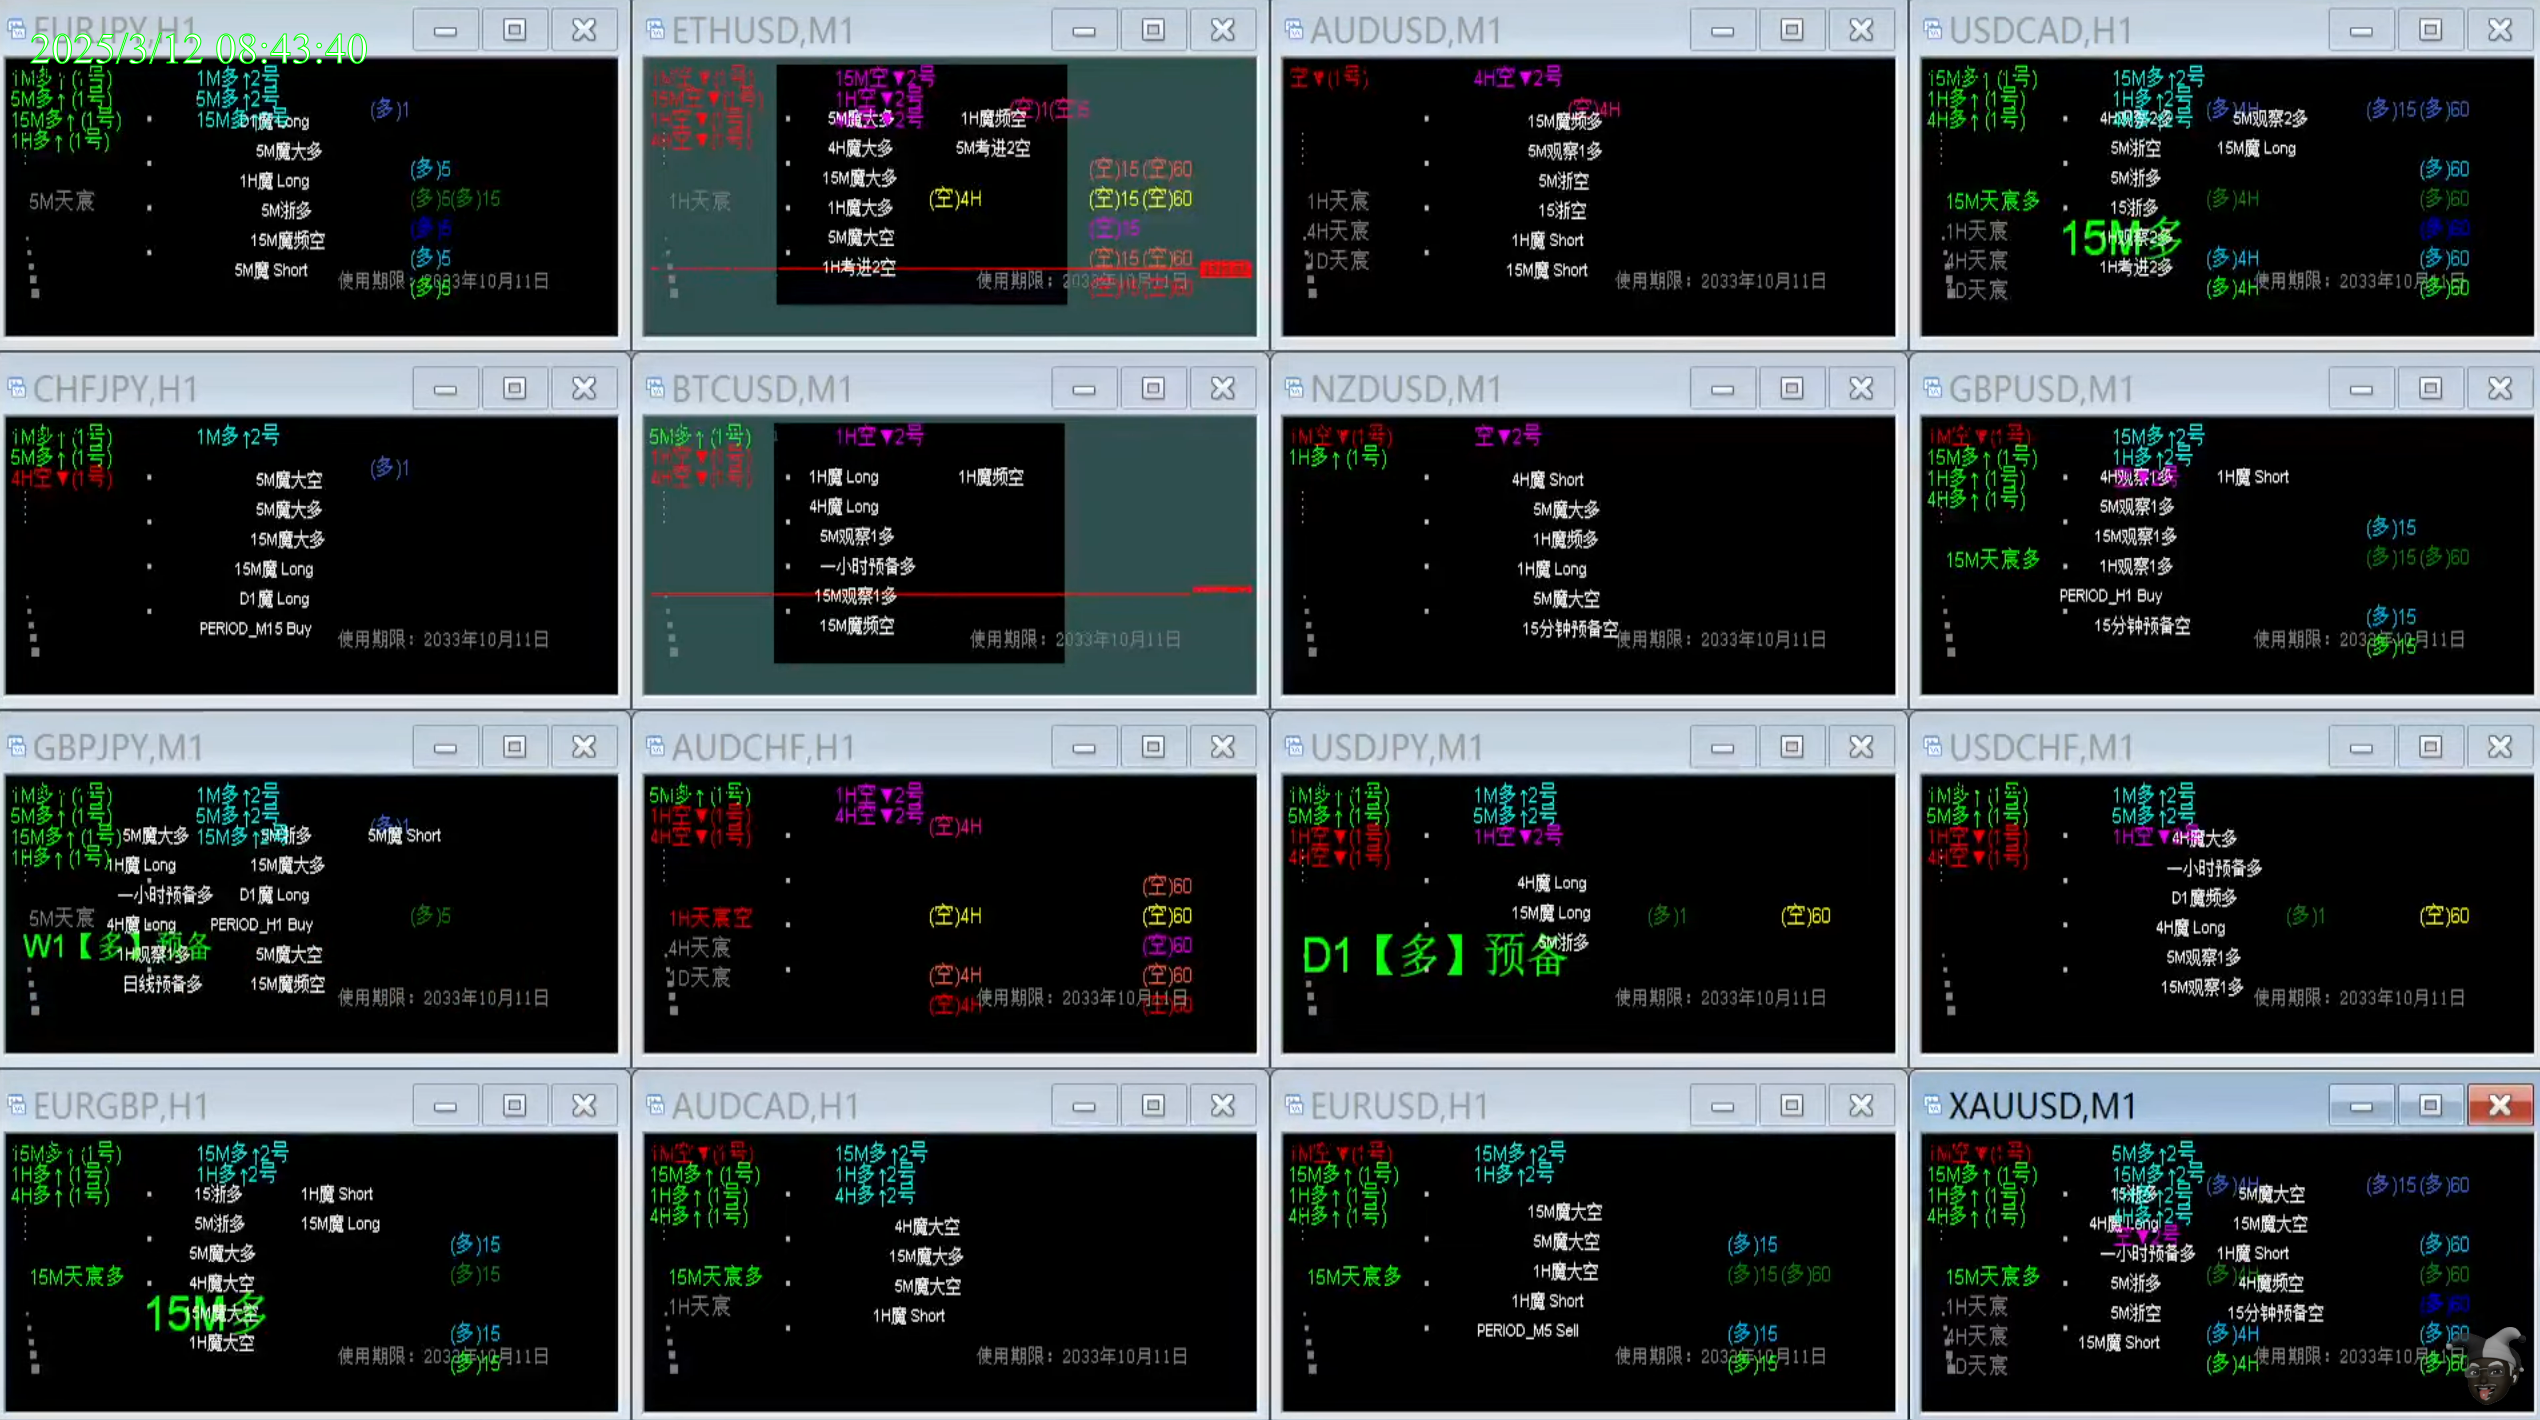 EURJPY,H1
2025/3/12 08:43:40
1M多↑(1号) 1M多↑2号
5M多↑(1号) 5M多↑2号 (多)1
15M多↑(1号) 15M多↑2号 D1魔 Long
1H多↑(1号)
5M魔大多
(多)5
1H魔 Long
5M天宸 5M浙多 (多)5(多)15
(多)5
15M魔频空
(多)5
5M魔 Short
使用期限：2033年10月11日
(多)5
ETHUSD,M1
1M空▼(1号) 15M空▼2号
15M空▼(1号) 1H空▼2号 (空)1(空)5
1H空▼(1号) 5M魔大多 1H魔频空
4H空▼(1号)
4H魔大多 5M考进2空
15M魔大多 (空)15(空)60
1H天宸 1H魔大多 (空)4H (空)15(空)60
5M魔大空 (空)15
1H考进2空 (空)15(空)60
使用期限：2033年10月11日
AUDUSD,M1
空▼(1号) 4H空▼2号
(空)4H
15M魔频多
5M观察1多
5M浙空
1H天宸 15浙空
4H天宸 1H魔 Short
1D天宸 15M魔 Short
使用期限：2033年10月11日
USDCAD,H1
15M多↑(1号) 15M多↑2号
1H多↑(1号) 1H多↑2号 (多)4H (多)15(多)60
4H多↑(1号) 4H观察2多 5M观察2多
5M浙空 15M魔 Long
5M浙多 (多)60
15M天宸多 15浙多 (多)4H (多)60
1H天宸 15M多 1H观察2多 (多)60
4H天宸 1H考进2多 (多)4H (多)60
1D天宸 (多)4H 使用期限：2033年10月11日 (多)60
CHFJPY,H1
1M多↑(1号) 1M多↑2号
5M多↑(1号) (多)1
4H空▼(1号) 5M魔大空
5M魔大多
15M魔大多
15M魔 Long
D1魔 Long
PERIOD_M15 Buy
使用期限：2033年10月11日
BTCUSD,M1
5M多↑(1号) 1H空▼2号
1H空▼(1号)
4H空▼(1号) 1H魔 Long 1H魔频空
4H魔 Long
5M观察1多
一小时预备多
15M观察1多
15M魔频空
使用期限：2033年10月11日
NZDUSD,M1
1M空▼(1号) 空▼2号
1H多↑(1号)
4H魔 Short
5M魔大多
1H魔频多
1H魔 Long
5M魔大空
15分钟预备空
使用期限：2033年10月11日
GBPUSD,M1
1M空▼(1号) 15M多↑2号
15M多↑(1号) 1H多↑2号
1H多↑(1号) 4H观察1多 1H魔 Short
4H多↑(1号) 5M观察1多
15M观察1多 (多)15
15M天宸多 1H观察1多 (多)15(多)60
PERIOD_H1 Buy
15分钟预备空 (多)15
使用期限：2033年10月11日
(多)15
GBPJPY,M1
1M多↑(1号) 1M多↑2号
5M多↑(1号) 5M多↑2号 (多)1
15M多↑(1号) 5M魔大多 15M多↑2号 5M浙多 5M魔 Short
1H多↑(1号) 1H魔 Long 15M魔大多
一小时预备多 D1魔 Long
5M天宸 4H魔 Long PERIOD_H1 Buy (多)5
W1【多】预备 1H观察1多 5M魔大空
日线预备多 15M魔频空
使用期限：2033年10月11日
AUDCHF,H1
5M多↑(1号) 1H空▼2号
1H空▼(1号) 4H空▼2号 (空)4H
4H空▼(1号)
(空)60
1H天宸空 (空)4H (空)60
4H天宸 (空)60
1D天宸 (空)4H (空)60
(空)4H 使用期限：2033年10月11日 (空)60
USDJPY,M1
1M多↑(1号) 1M多↑2号
5M多↑(1号) 5M多↑2号
1H空▼(1号) 1H空▼2号
4H空▼(1号)
4H魔 Long
15M魔 Long (多)1 (空)60
D1【多】预备 5M浙多
使用期限：2033年10月11日
USDCHF,M1
1M多↑(1号) 1M多↑2号
5M多↑(1号) 5M多↑2号
1H空▼(1号) 1H空▼2号 4H魔大多
4H空▼(1号) 一小时预备多
D1魔频多
4H魔 Long (多)1 (空)60
5M观察1多
15M观察1多
使用期限：2033年10月11日
EURGBP,H1
15M多↑(1号) 15M多↑2号
1H多↑(1号) 1H多↑2号
4H多↑(1号) 15浙多 1H魔 Short
5M浙多 15M魔 Long
5M魔大多 (多)15
15M天宸多 4H魔大空 (多)15
15M多 15M魔大空
1H魔大空 (多)15
使用期限：2033年10月11日
(多)15
AUDCAD,H1
1M空▼(1号) 15M多↑2号
15M多↑(1号) 1H多↑2号
1H多↑(1号) 4H多↑2号
4H多↑(1号) 4H魔大空
15M魔大多
15M天宸多 5M魔大空
1H天宸 1H魔 Short
使用期限：2033年10月11日
EURUSD,H1
1M空▼(1号) 15M多↑2号
15M多↑(1号) 1H多↑2号
1H多↑(1号)
4H多↑(1号) 15M魔大空
5M魔大空 (多)15
15M天宸多 1H魔大空 (多)15(多)60
1H魔 Short
PERIOD_M5 Sell (多)15
使用期限：2033年10月11日
(多)15
XAUUSD,M1
1M空▼(1号) 5M多↑2号
15M多↑(1号) 15M多↑2号 (多)4H (多)15(多)60
1H多↑(1号) 15浙多 5M魔大空
4H多↑(1号) 4H魔 Long 4H多↑2号 15M魔大空
空▼2号
一小时预备多 1H魔 Short (多)60
15M天宸多 5M浙多 4H魔频空 (多)60
1H天宸 5M浙空 15分钟预备空 (多)60
4H天宸 15M魔 Short (多)4H (多)60
1D天宸 (多)4H 使用期限：2033年10月11日 (多)60